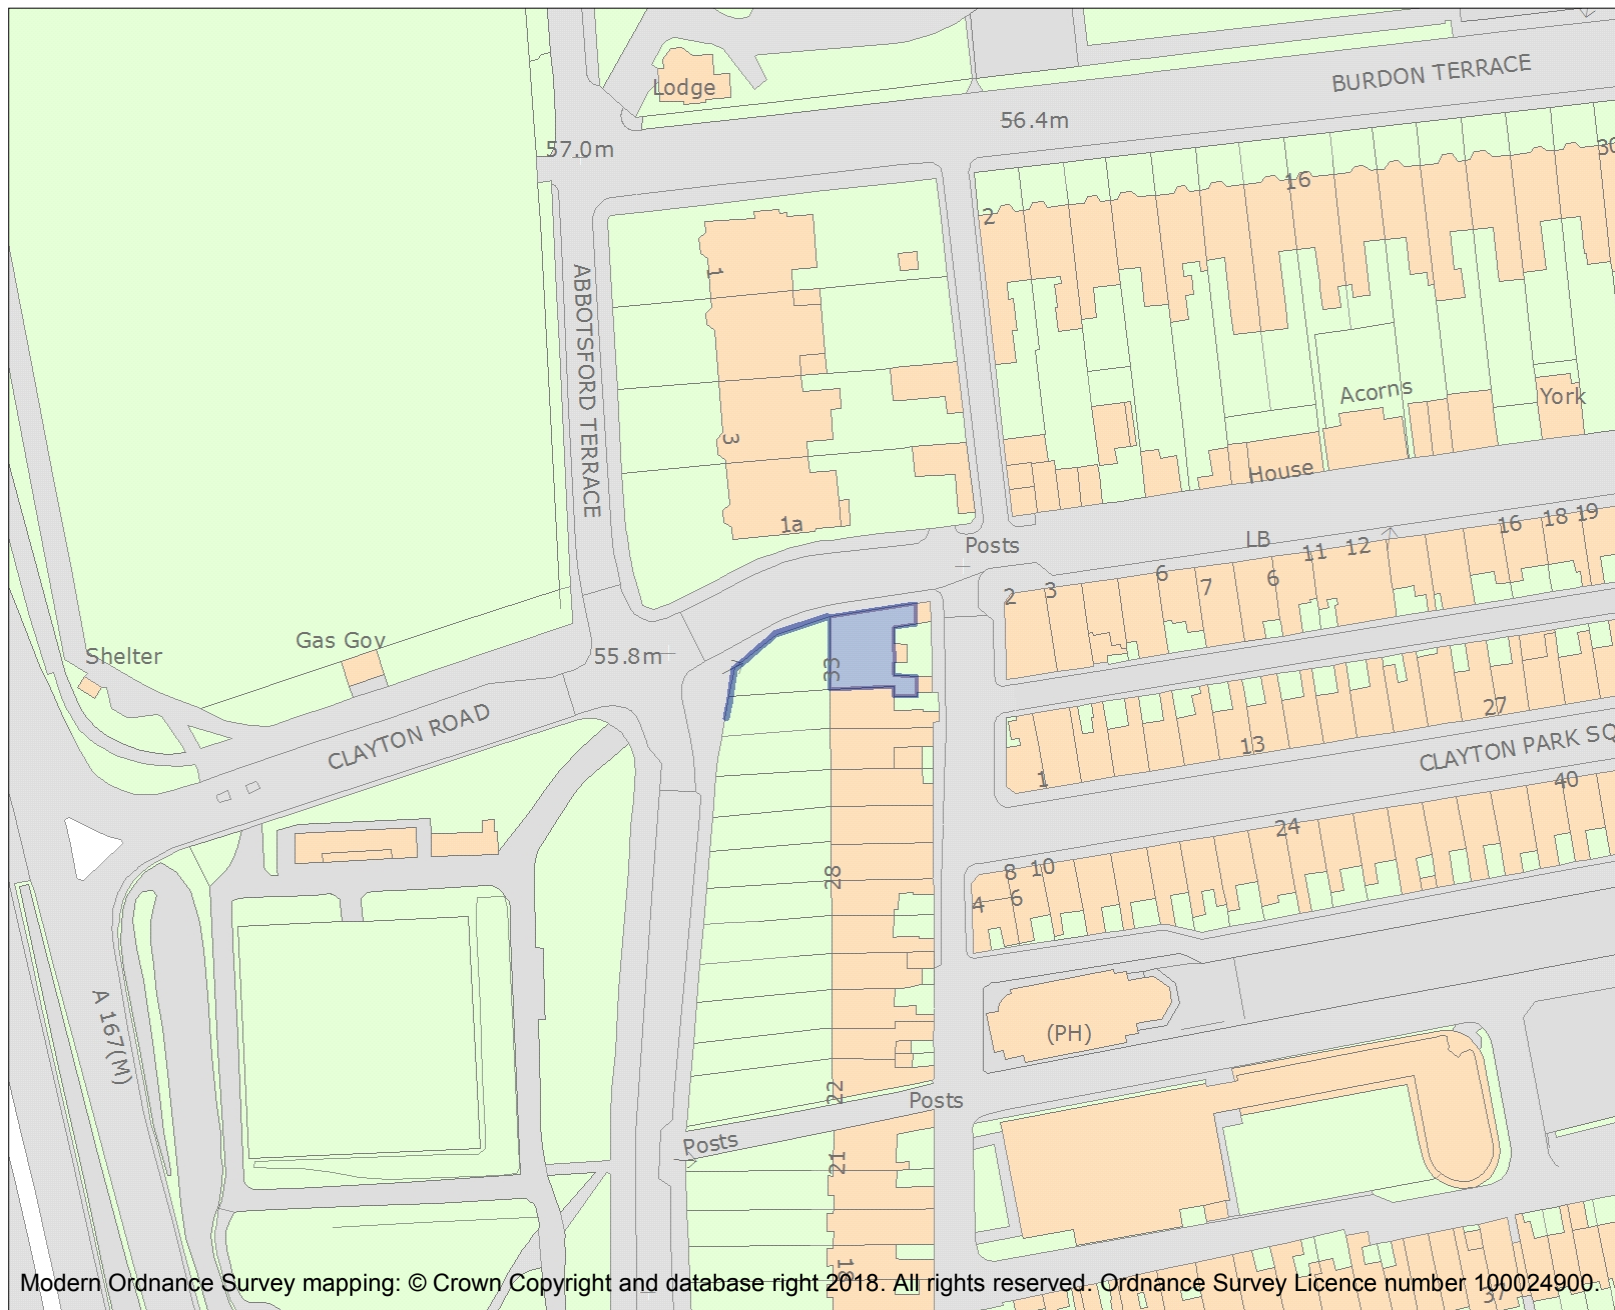 BURDON TERRACE
Lodge
56.4m
57.0m
30
16
2
1
ABBOTSFORD TERRACE
Acorns
York
3
House
1a
16
18
19
Posts
LB
12
11
6
6
7
3
2
Gas Gov
Shelter
55.8m
33
27
CLAYTON ROAD
13
CLAYTON PARK SQ
1
40
24
8
10
28
4
6
A 167(M)
(PH)
22
Posts
Posts
21
18
37
Modern Ordnance Survey mapping: © Crown Copyright and database right 2018. All rights reserved. Ordnance Survey Licence number 100024900.